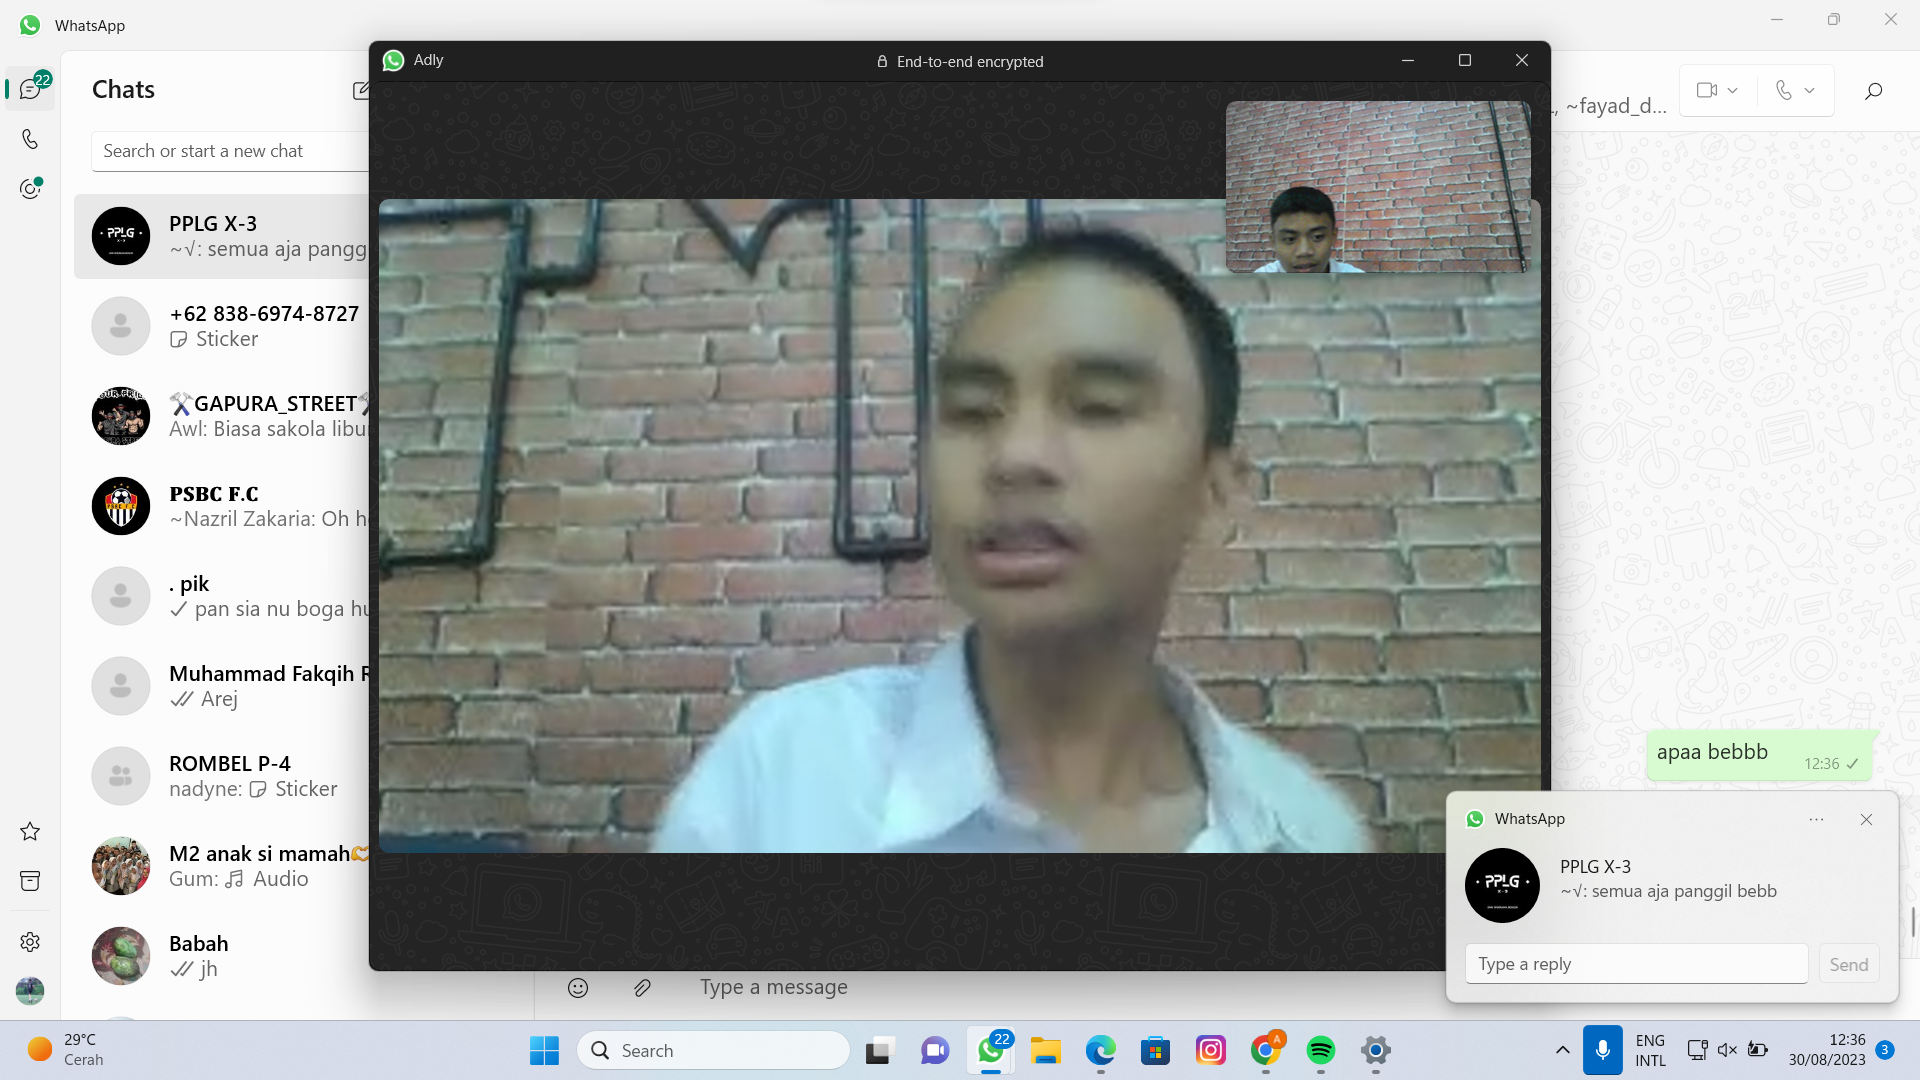 WhatsApp
22
Chats
Search or start a new chat
PPLG X-3
~√: semua aja pangg
+62 838-6974-8727
Sticker
⚒GAPURA_STREET
Awl: Biasa sakola libu
PSBC F.C
~Nazril Zakaria: Oh h
. pik
pan sia nu boga hu
Muhammad Fakqih R
Arej
ROMBEL P-4
nadyne: Sticker
M2 anak si mamah🫶
Gum: Audio
Babah
jh
Adly
End-to-end encrypted
, ~fayad_d...
apaa bebbb
12:36
WhatsApp
PPLG
X-3
PPLG X-3
~√: semua aja panggil bebb
Type a reply
Send
Type a message
29°C
Cerah
Search
22
A
ENG
INTL
12:36
30/08/2023
3